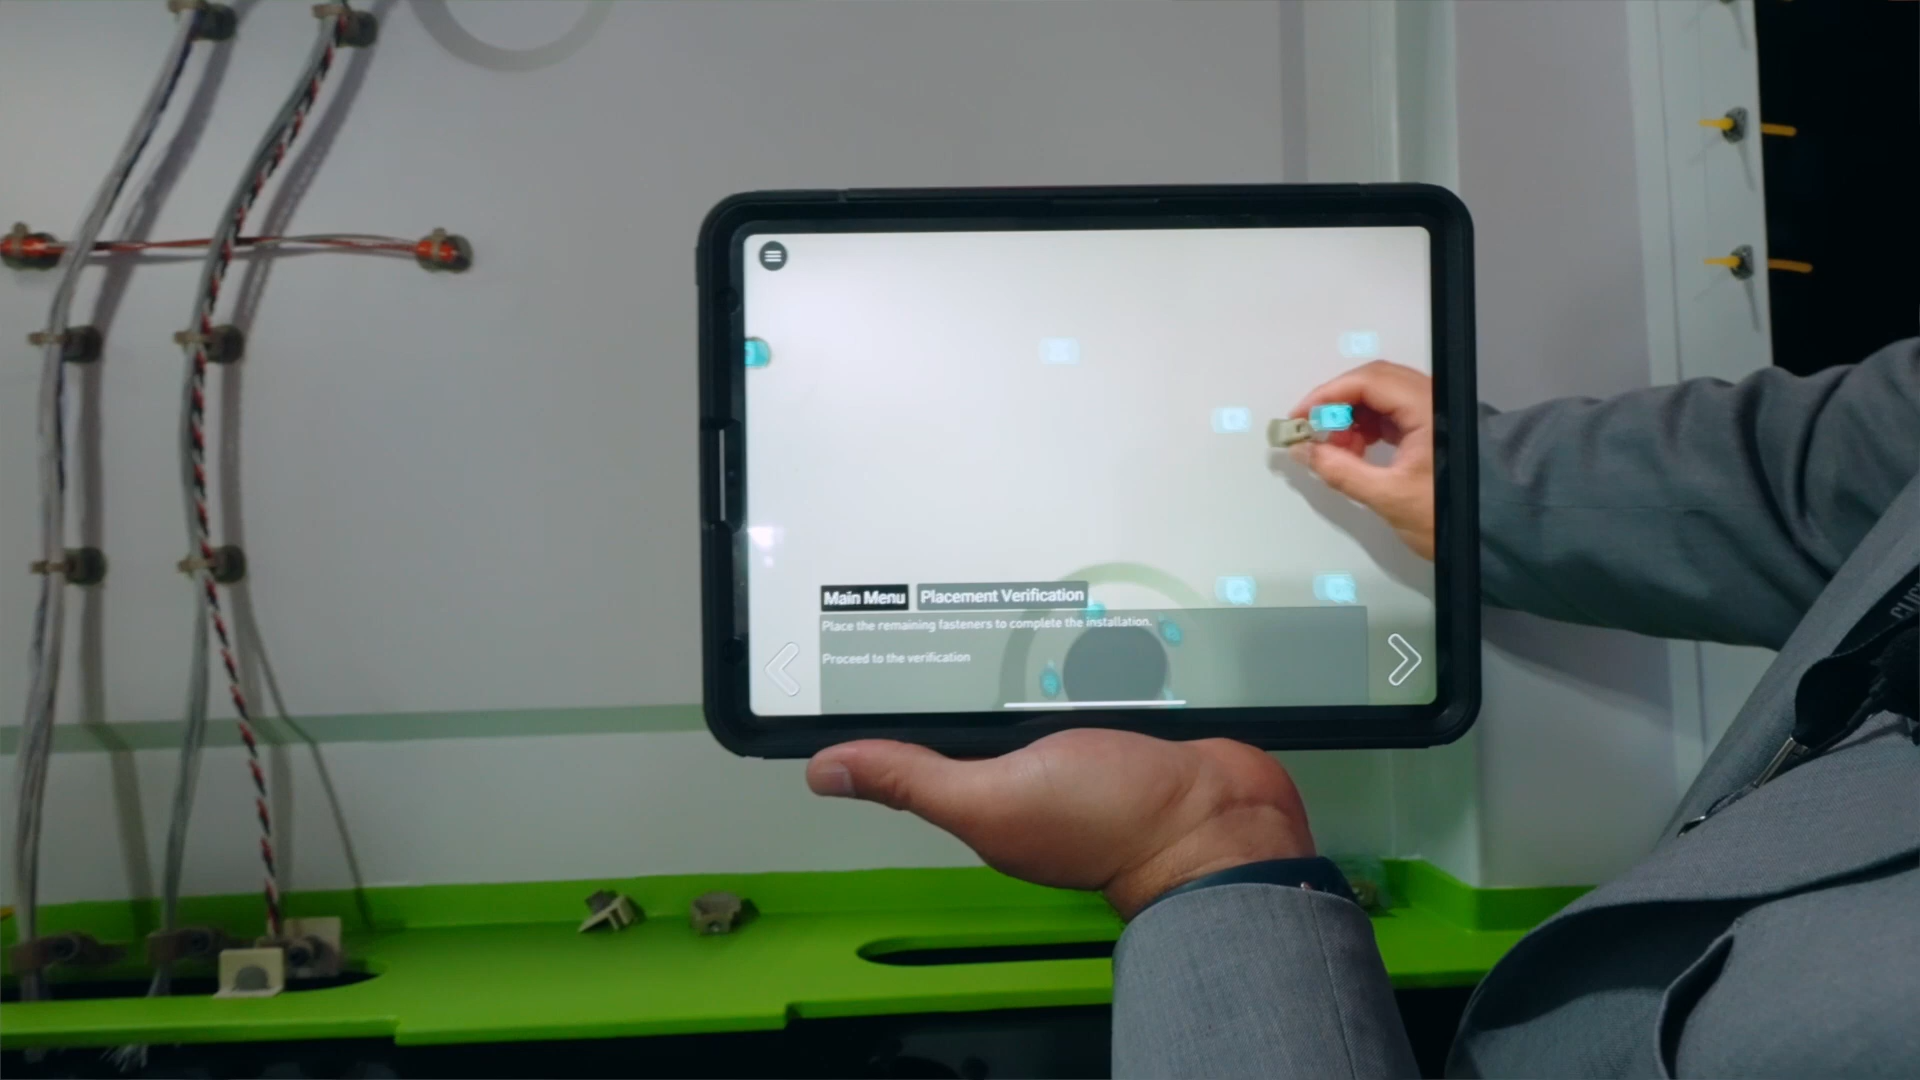 Main Menu
Placement Verification
Place the remaining fasteners to complete the installation.
Proceed to the verification